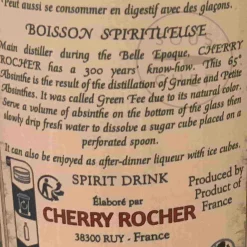 Peut aussi se consommer en digestif avec des glaçons.
BOISSON SPIRITUEUSE
Main distiller during the Belle Epoque, CHERRY
ROCHER has a 300 years' know-how. This 65°
Absinthe is the result of the distillation of Grande and Petite
Absinthes. It was called Green Fee due to its natural color.
Serve a volume of absinthe on the bottom of the glass then
slowly drip fresh water to dissolve a sugar cube placed on a
perforated spoon.
It can also be enjoyed as after-dinner liqueur with ice cubes.
SPIRIT DRINK
Produced by
Product of
France
Élaboré par
CHERRY ROCHER
38300 RUY - France